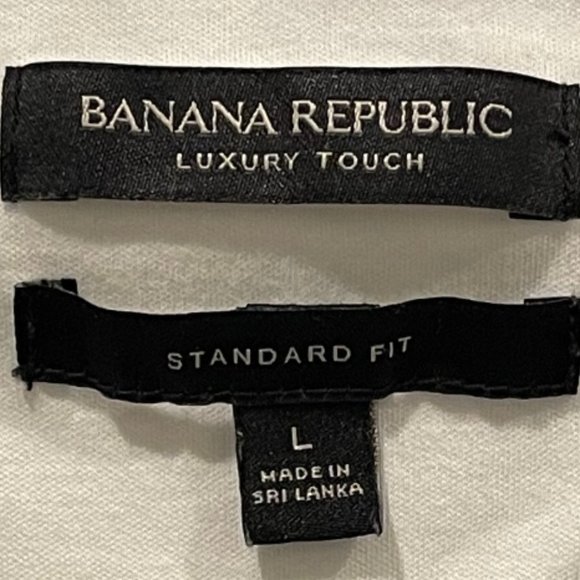 BANANA REPUBLIC
LUXURY TOUCH
STANDARD FIT
L
MADE IN
SRI LANKA